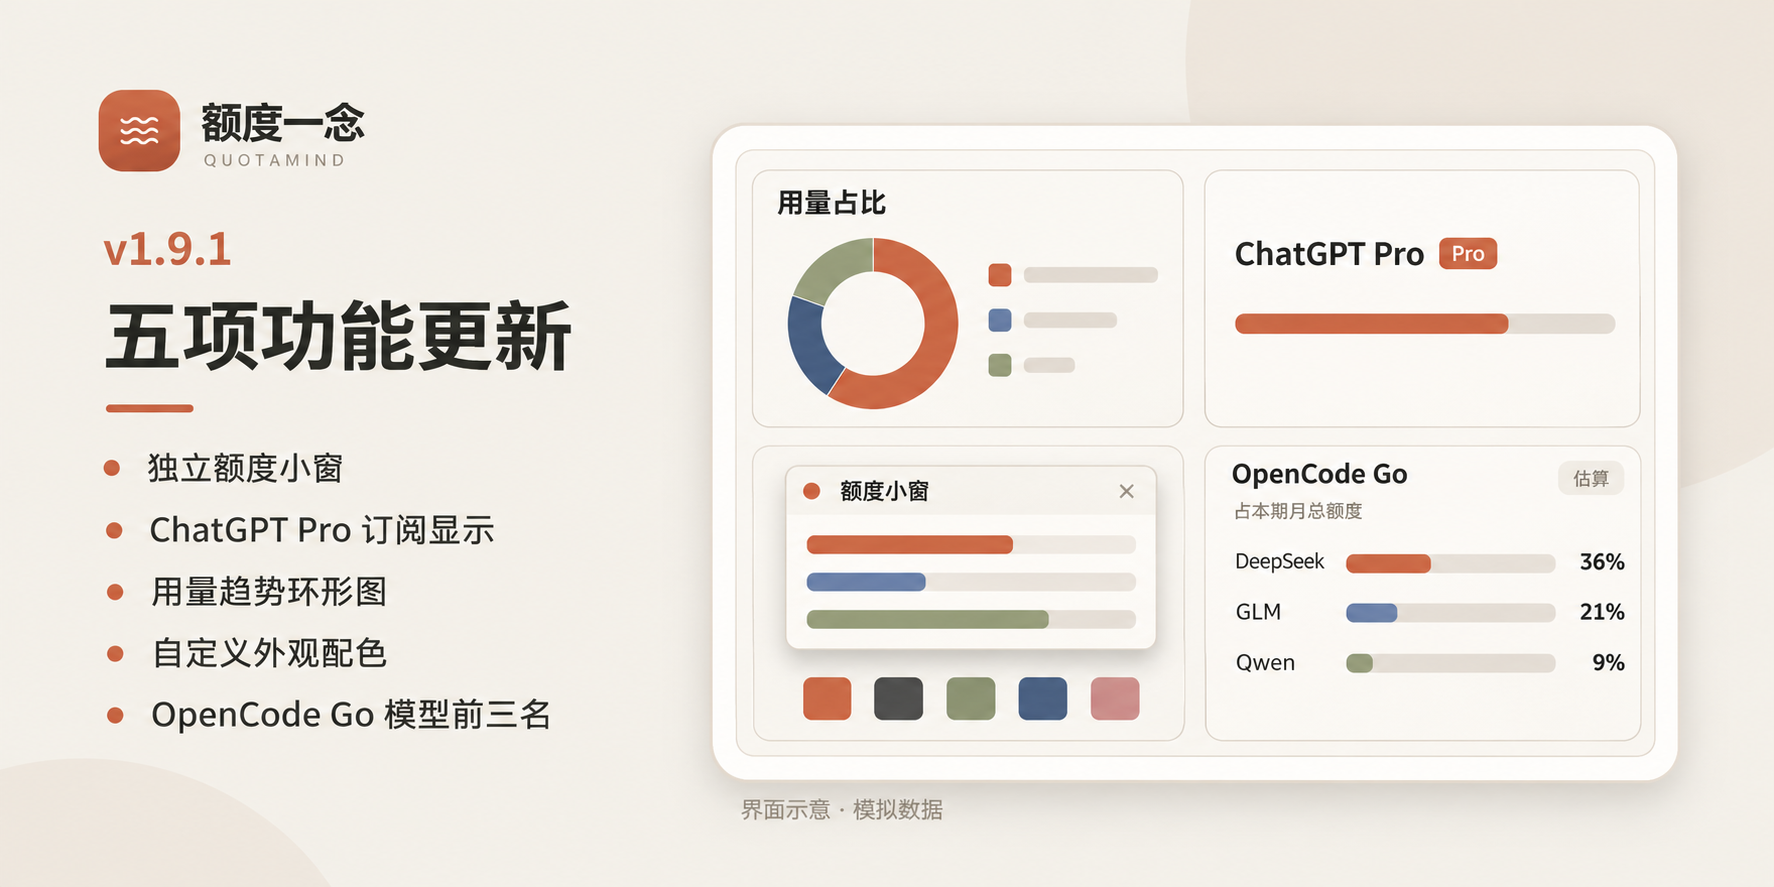 额度一念
QUOTAMIND
v1.9.1
五项功能更新
独立额度小窗
ChatGPT Pro 订阅显示
用量趋势环形图
自定义外观配色
OpenCode Go 模型前三名
用量占比
ChatGPT Pro Pro
额度小窗 ×
OpenCode Go 估算
占本期月总额度
DeepSeek 36%
GLM 21%
Qwen 9%
界面示意 · 模拟数据